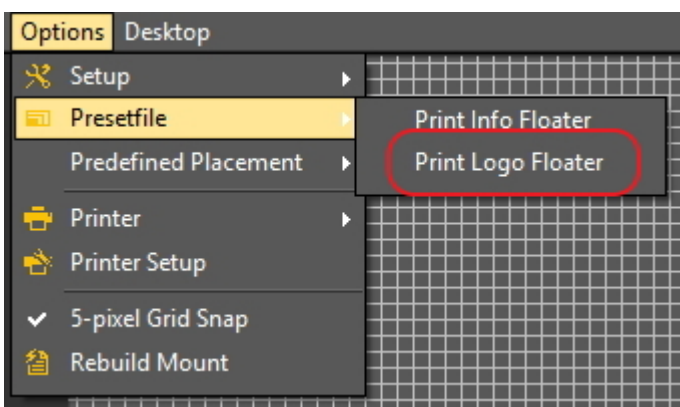 Options Desktop
Setup
Presetfile
Print Info Floater
Predefined Placement
Print Logo Floater
Printer
Printer Setup
5-pixel Grid Snap
Rebuild Mount